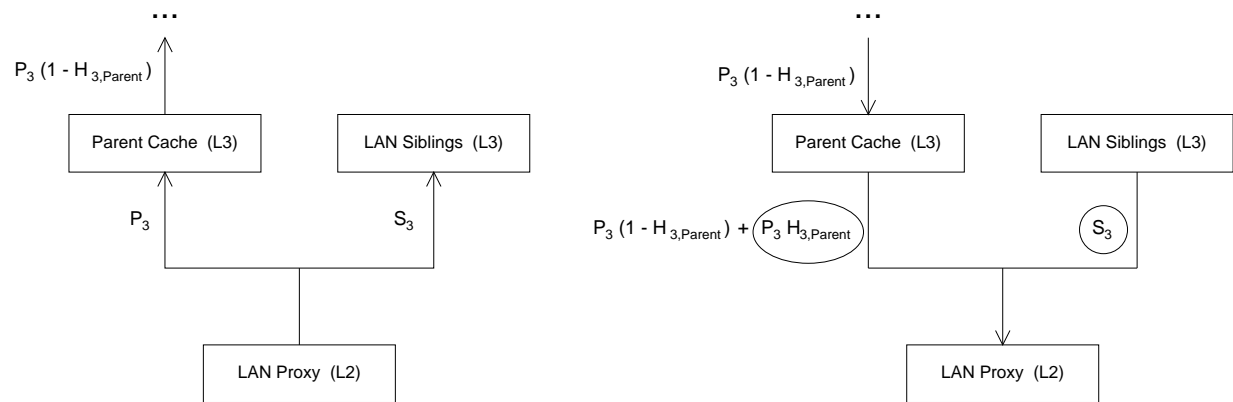 ...
P3 (1 - H3,Parent)
Parent Cache (L3)
LAN Siblings (L3)
P3
S3
LAN Proxy (L2)
...
P3 (1 - H3,Parent)
Parent Cache (L3)
LAN Siblings (L3)
P3 (1 - H3,Parent) + P3 H3,Parent
S3
LAN Proxy (L2)